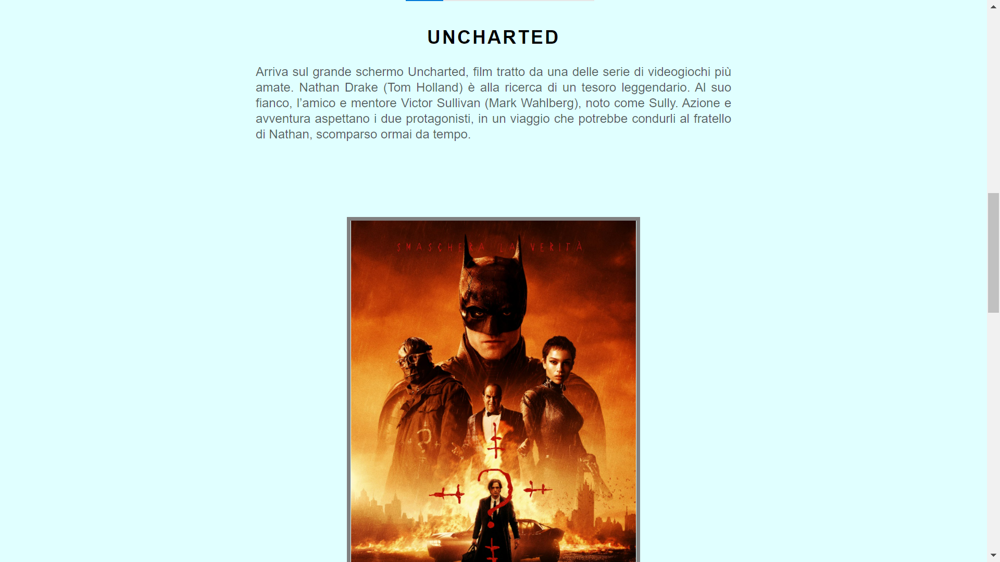 UNCHARTED
Arriva sul grande schermo Uncharted, film tratto da una delle serie di videogiochi più
amate. Nathan Drake (Tom Holland) è alla ricerca di un tesoro leggendario. Al suo
fianco, l’amico e mentore Victor Sullivan (Mark Wahlberg), noto come Sully. Azione e
avventura aspettano i due protagonisti, in un viaggio che potrebbe condurli al fratello
di Nathan, scomparso ormai da tempo.
SMASCHERA LA VERITÀ
?
?